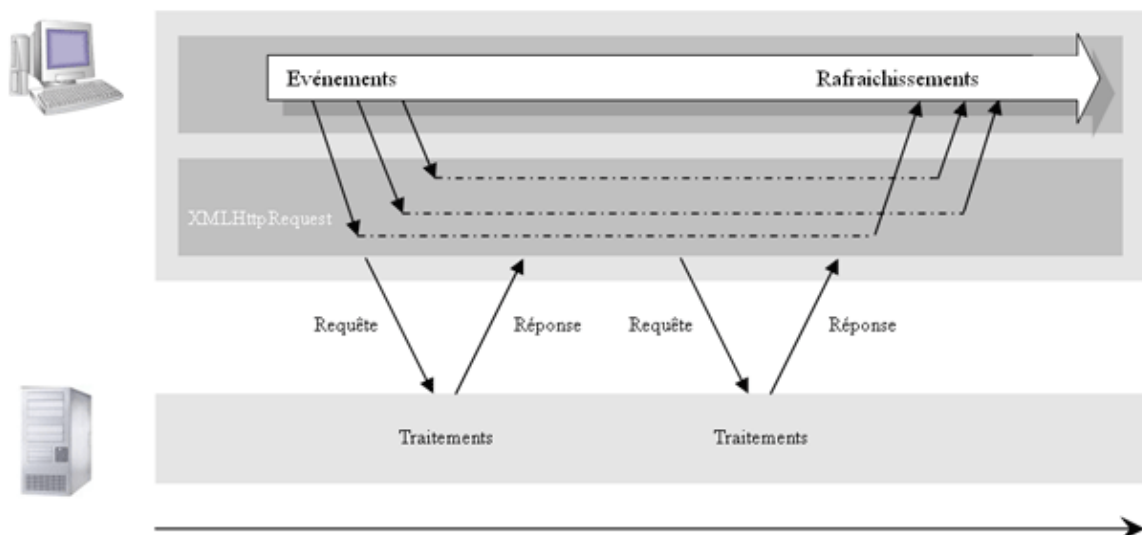 Evénements
Rafraichissements
XMLHttpRequest
Requête
Réponse
Requête
Réponse
Traitements
Traitements